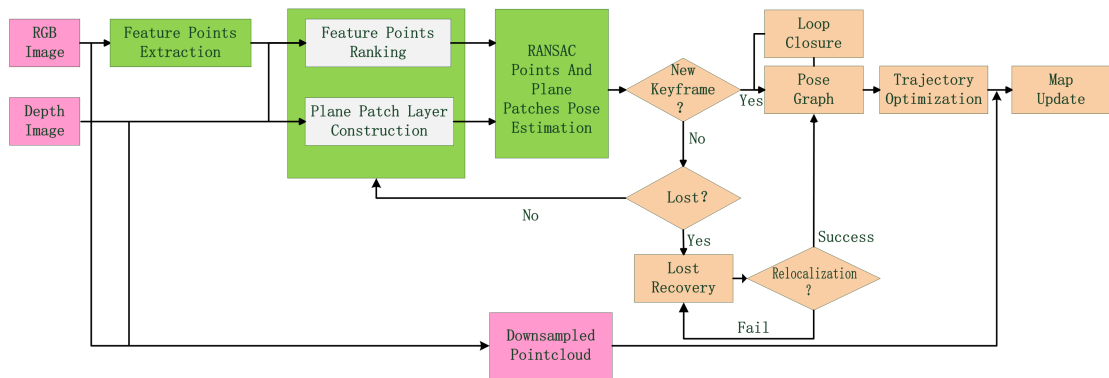 RGB
Image
Feature Points
Extraction
Feature Points
Ranking
RANSAC
Points And
Plane
Patches Pose
Estimation
New
Keyframe
?
Yes
Loop
Closure
Pose
Graph
Trajectory
Optimization
Map
Update
Depth
Image
Plane Patch Layer
Construction
No
Lost?
No
Yes
Lost
Recovery
Relocalization
?
Success
Fail
Downsampled
Pointcloud